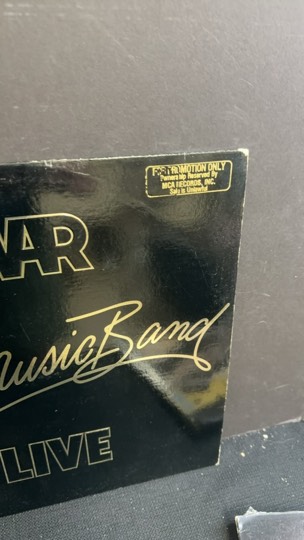 FOR PROMOTION ONLY
Ownership Reserved By
MCA RECORDS, INC.
Sale is Unlawful
WAR
Music Band
LIVE